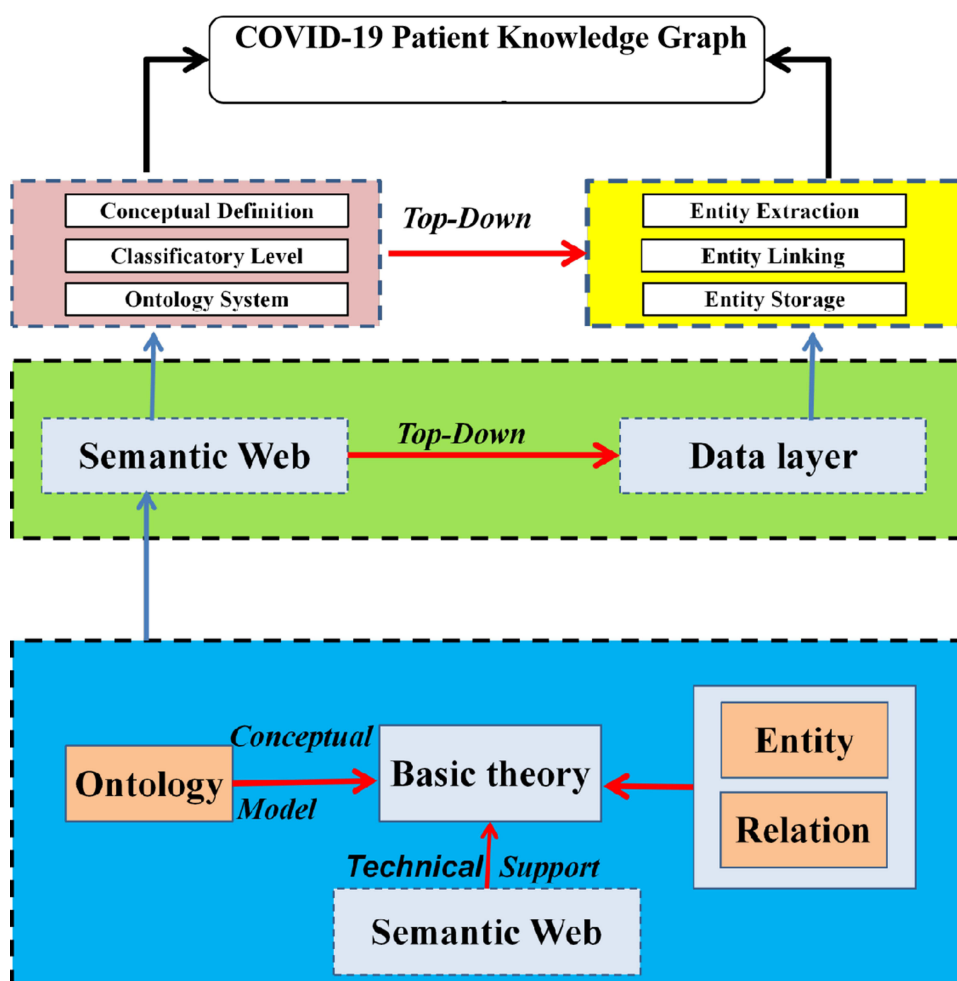 COVID-19 Patient Knowledge Graph
Conceptual Definition
Classificatory Level
Ontology System
Top-Down
Entity Extraction
Entity Linking
Entity Storage
Semantic Web
Top-Down
Data layer
Ontology
Conceptual
Model
Basic theory
Entity
Relation
Technical Support
Semantic Web